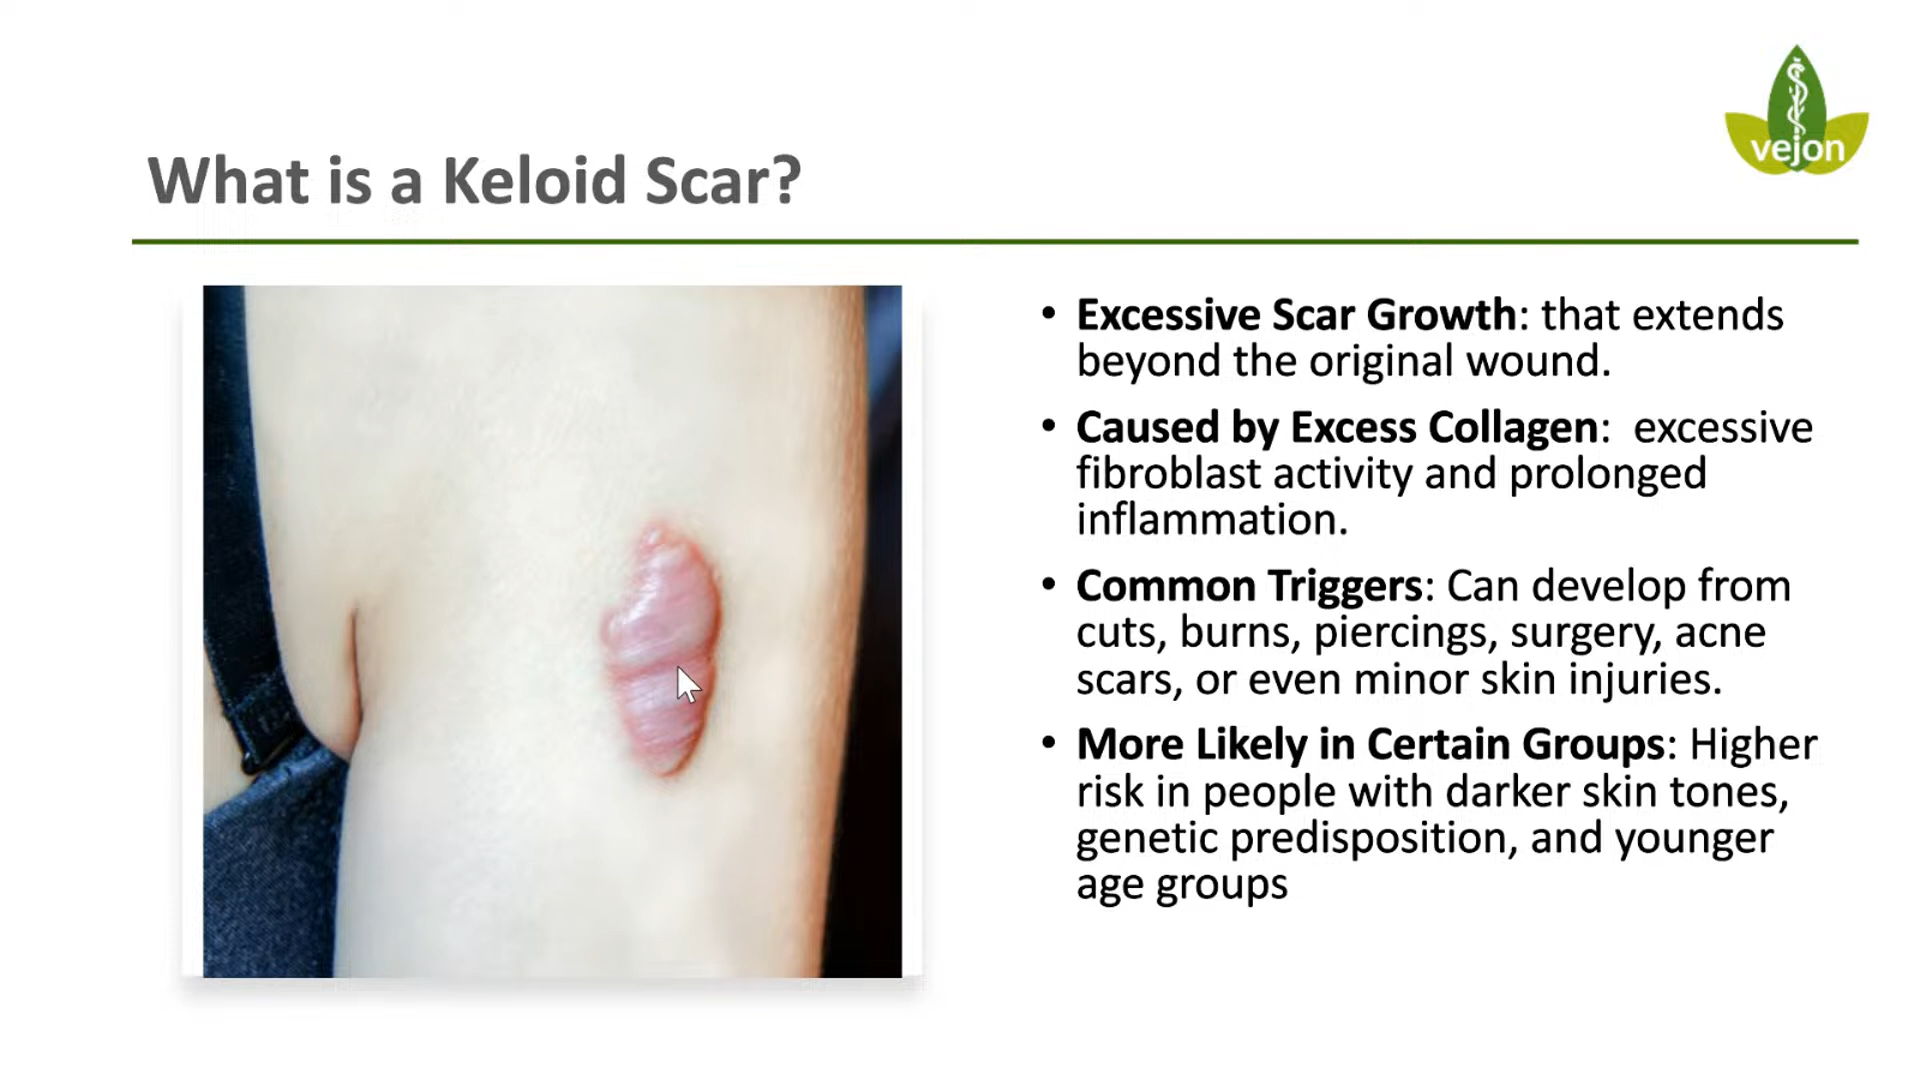 vejon
What is a Keloid Scar?
• Excessive Scar Growth: that extends
beyond the original wound.
• Caused by Excess Collagen: excessive
fibroblast activity and prolonged
inflammation.
• Common Triggers: Can develop from
cuts, burns, piercings, surgery, acne
scars, or even minor skin injuries.
• More Likely in Certain Groups: Higher
risk in people with darker skin tones,
genetic predisposition, and younger
age groups